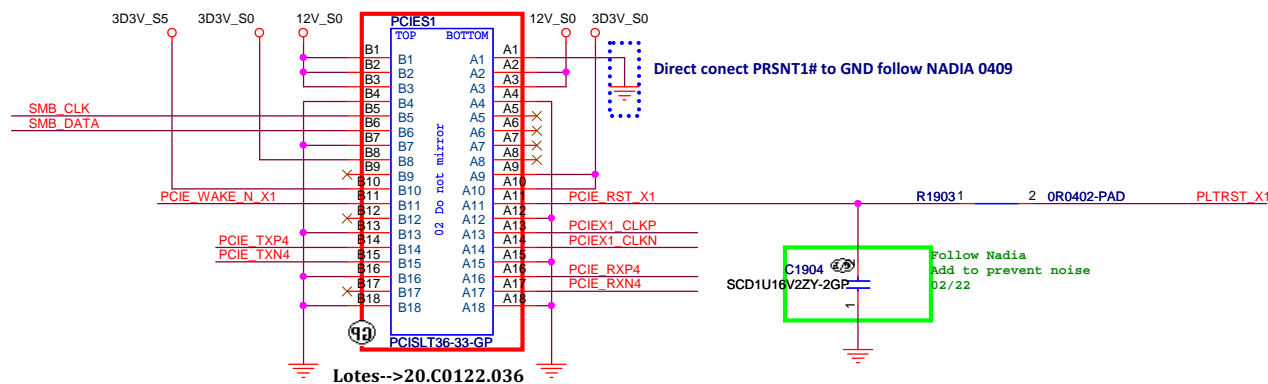 3D3V_S5 3D3V_S0 12V_S0 PCIES1 12V_S0 3D3V_S0
TOP BOTTOM
B1 B1 A1 A1
B2 B2 A2 A2
B3 B3 A3 A3
B4 B4 A4 A4
SMB_CLK B5 B5 A5 A5
SMB_DATA B6 B6 A6 A6
B7 B7 A7 A7
B8 B8 A8 A8
B9 B9 A9 A9
B10 B10 A10 A10
PCIE_WAKE_N_X1 B11 B11 A11 A11 PCIE_RST_X1
B12 B12 A12 A12
B13 B13 A13 A13 PCIEX1_CLKP
PCIE_TXP4 B14 B14 A14 A14 PCIEX1_CLKN
PCIE_TXN4 B15 B15 A15 A15
B16 B16 A16 A16 PCIE_RXP4
B17 B17 A17 A17 PCIE_RXN4
B18 B18 A18 A18
02 Do not mirror
GP
PCISLT36-33-GP
Lotes-->20.C0122.036
Direct conect PRSNT1# to GND follow NADIA 0409
R1903 1 2 0R0402-PAD PLTRST_X1
C1904 2
SCD1U16V2ZY-2GP
1
Follow Nadia
Add to prevent noise
02/22